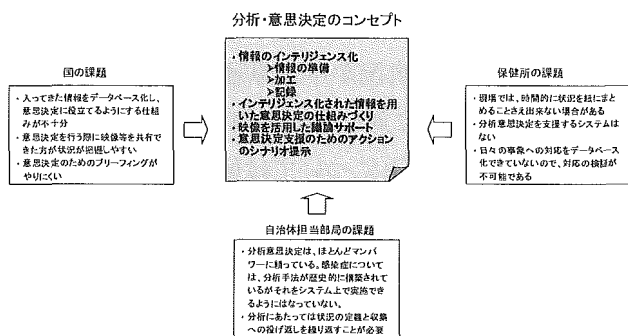 分析・意思決定のコンセプト
・情報のインテリジェンス化
➢情報の準備
➢加工
➢記録
・インテリジェンス化された情報を用
いた意思決定の仕組みづくり
・映像を活用した議論サポート
・意思決定支援のためのアクション
のシナリオ提示
国の課題
・入ってきた情報をデータベース化し、
意思決定に役立てるようにする仕組
みが不十分
・意思決定を行う際に映像等を共有で
きた方が状況が把握しやすい
・意思決定のためのブリーフィングが
やりにくい
保健所の課題
・現場では、時間的に状況を紙にまと
めることさえ出来ない場合がある
・分析意思決定を支援するシステムは
ない
・日々の事象への対応をデータベース
化できていないので、対応の検証が
不可能である
自治体担当部局の課題
・分析意思決定は、ほとんどマンパ
ワーに頼っている。感染症について
は、分析手法が歴史的に構築されて
いるがそれをシステム上で実施でき
るようにはなっていない。
・分析にあたっては状況の定義と収集
への投げ返しを繰り返すことが必要